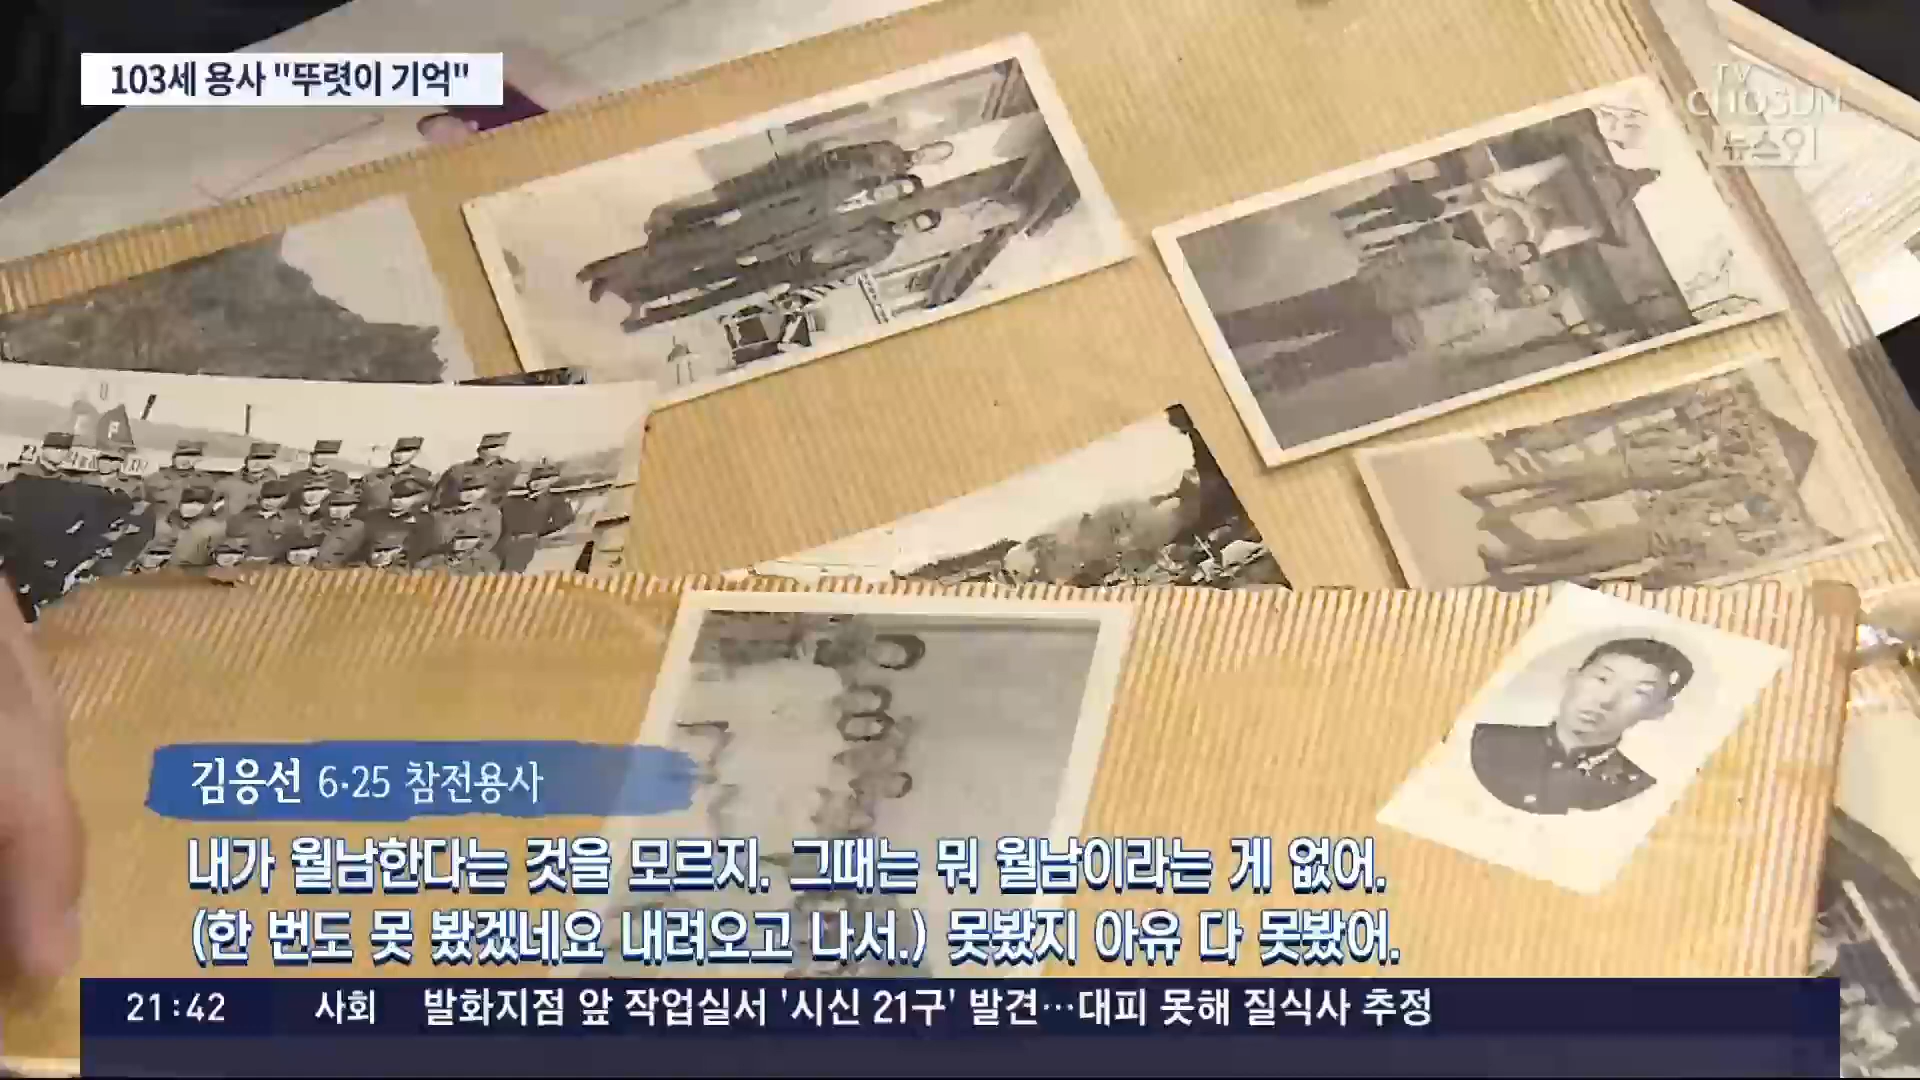 103세 용사 "뚜렷이 기억"
TV
CHOSUN
뉴스9
김응선 6·25 참전용사
내가 월남한다는 것을 모르지. 그때는 뭐 월남이라는 게 없어.
(한 번도 못 봤겠네요 내려오고 나서.) 못봤지 아유 다 못봤어.
21:42 사회 발화지점 앞 작업실서 '시신 21구' 발견…대피 못해 질식사 추정